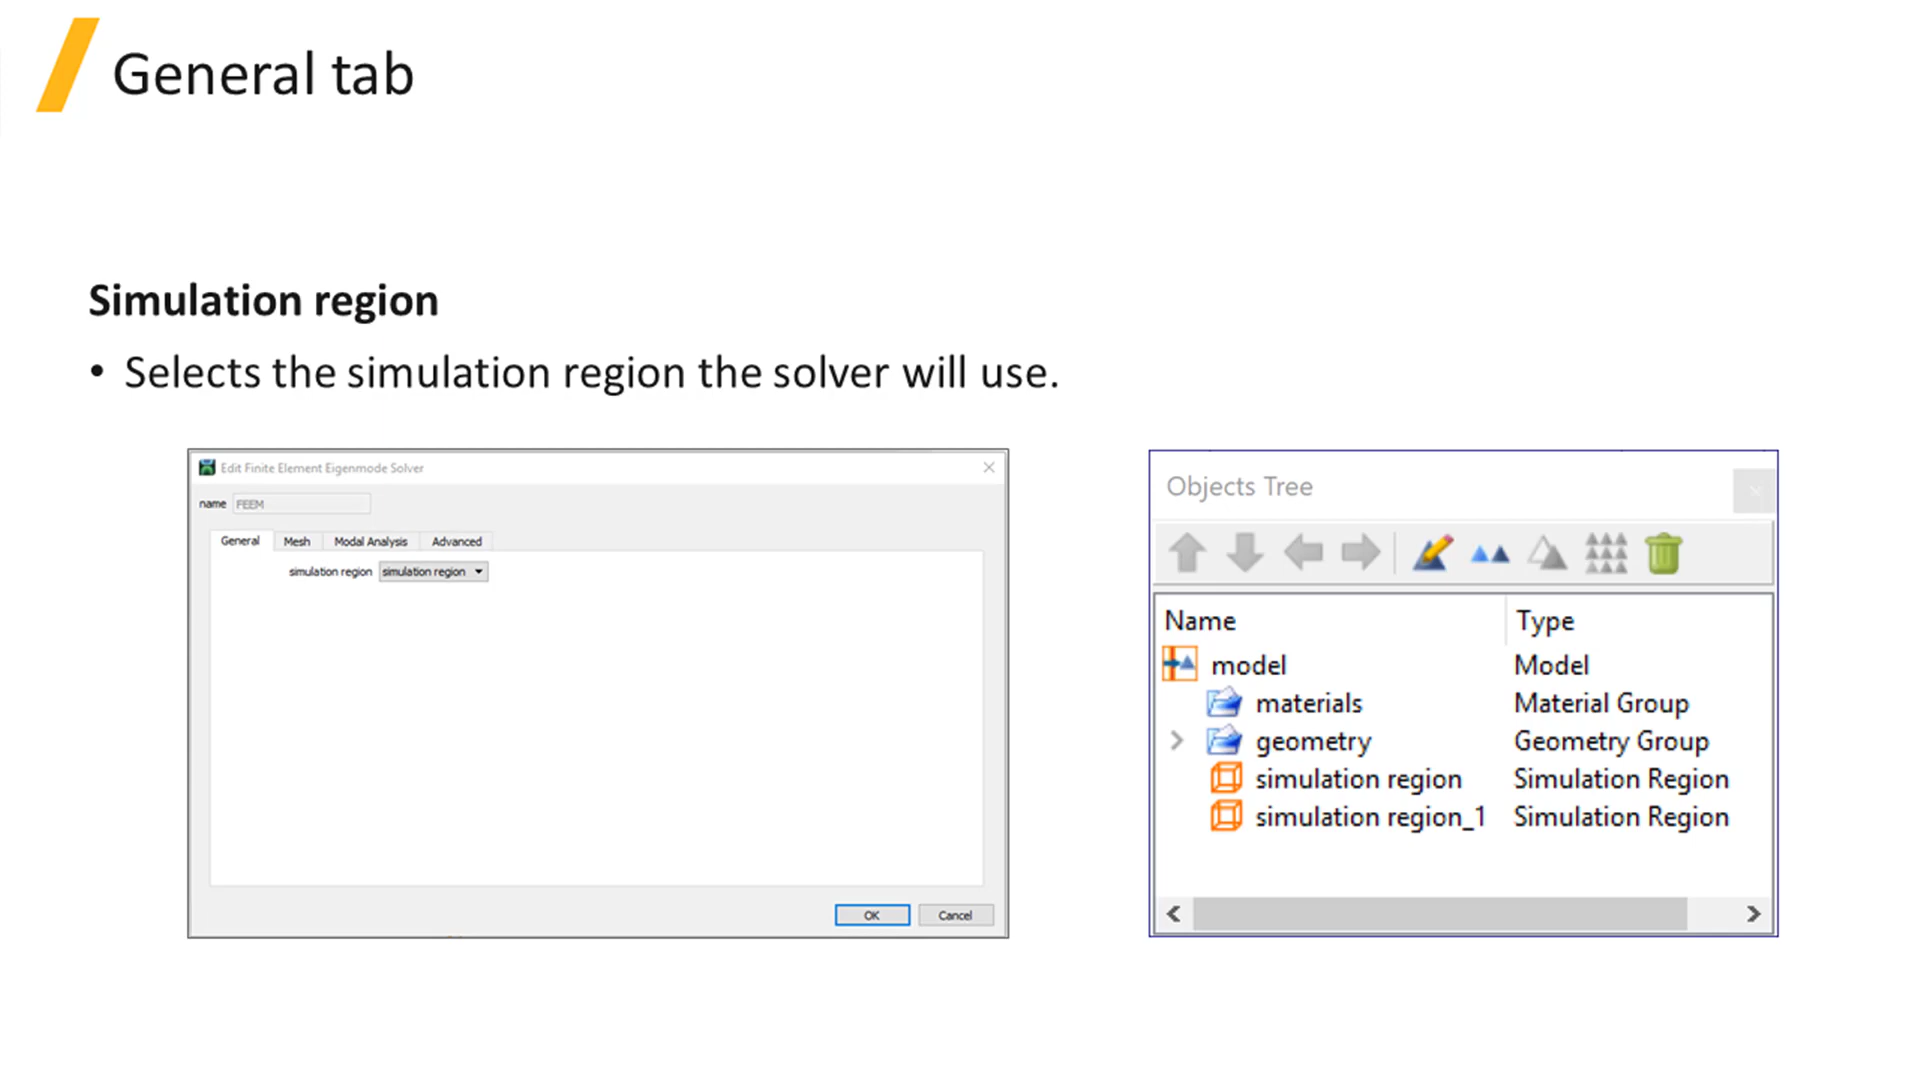 General tab
Simulation region
• Selects the simulation region the solver will use.
Edit Finite Element Eigenmode Solver
name FEEM
General Mesh Modal Analysis Advanced
simulation region simulation region
OK Cancel
Objects Tree
Name Type
model Model
materials Material Group
geometry Geometry Group
simulation region Simulation Region
simulation region_1 Simulation Region